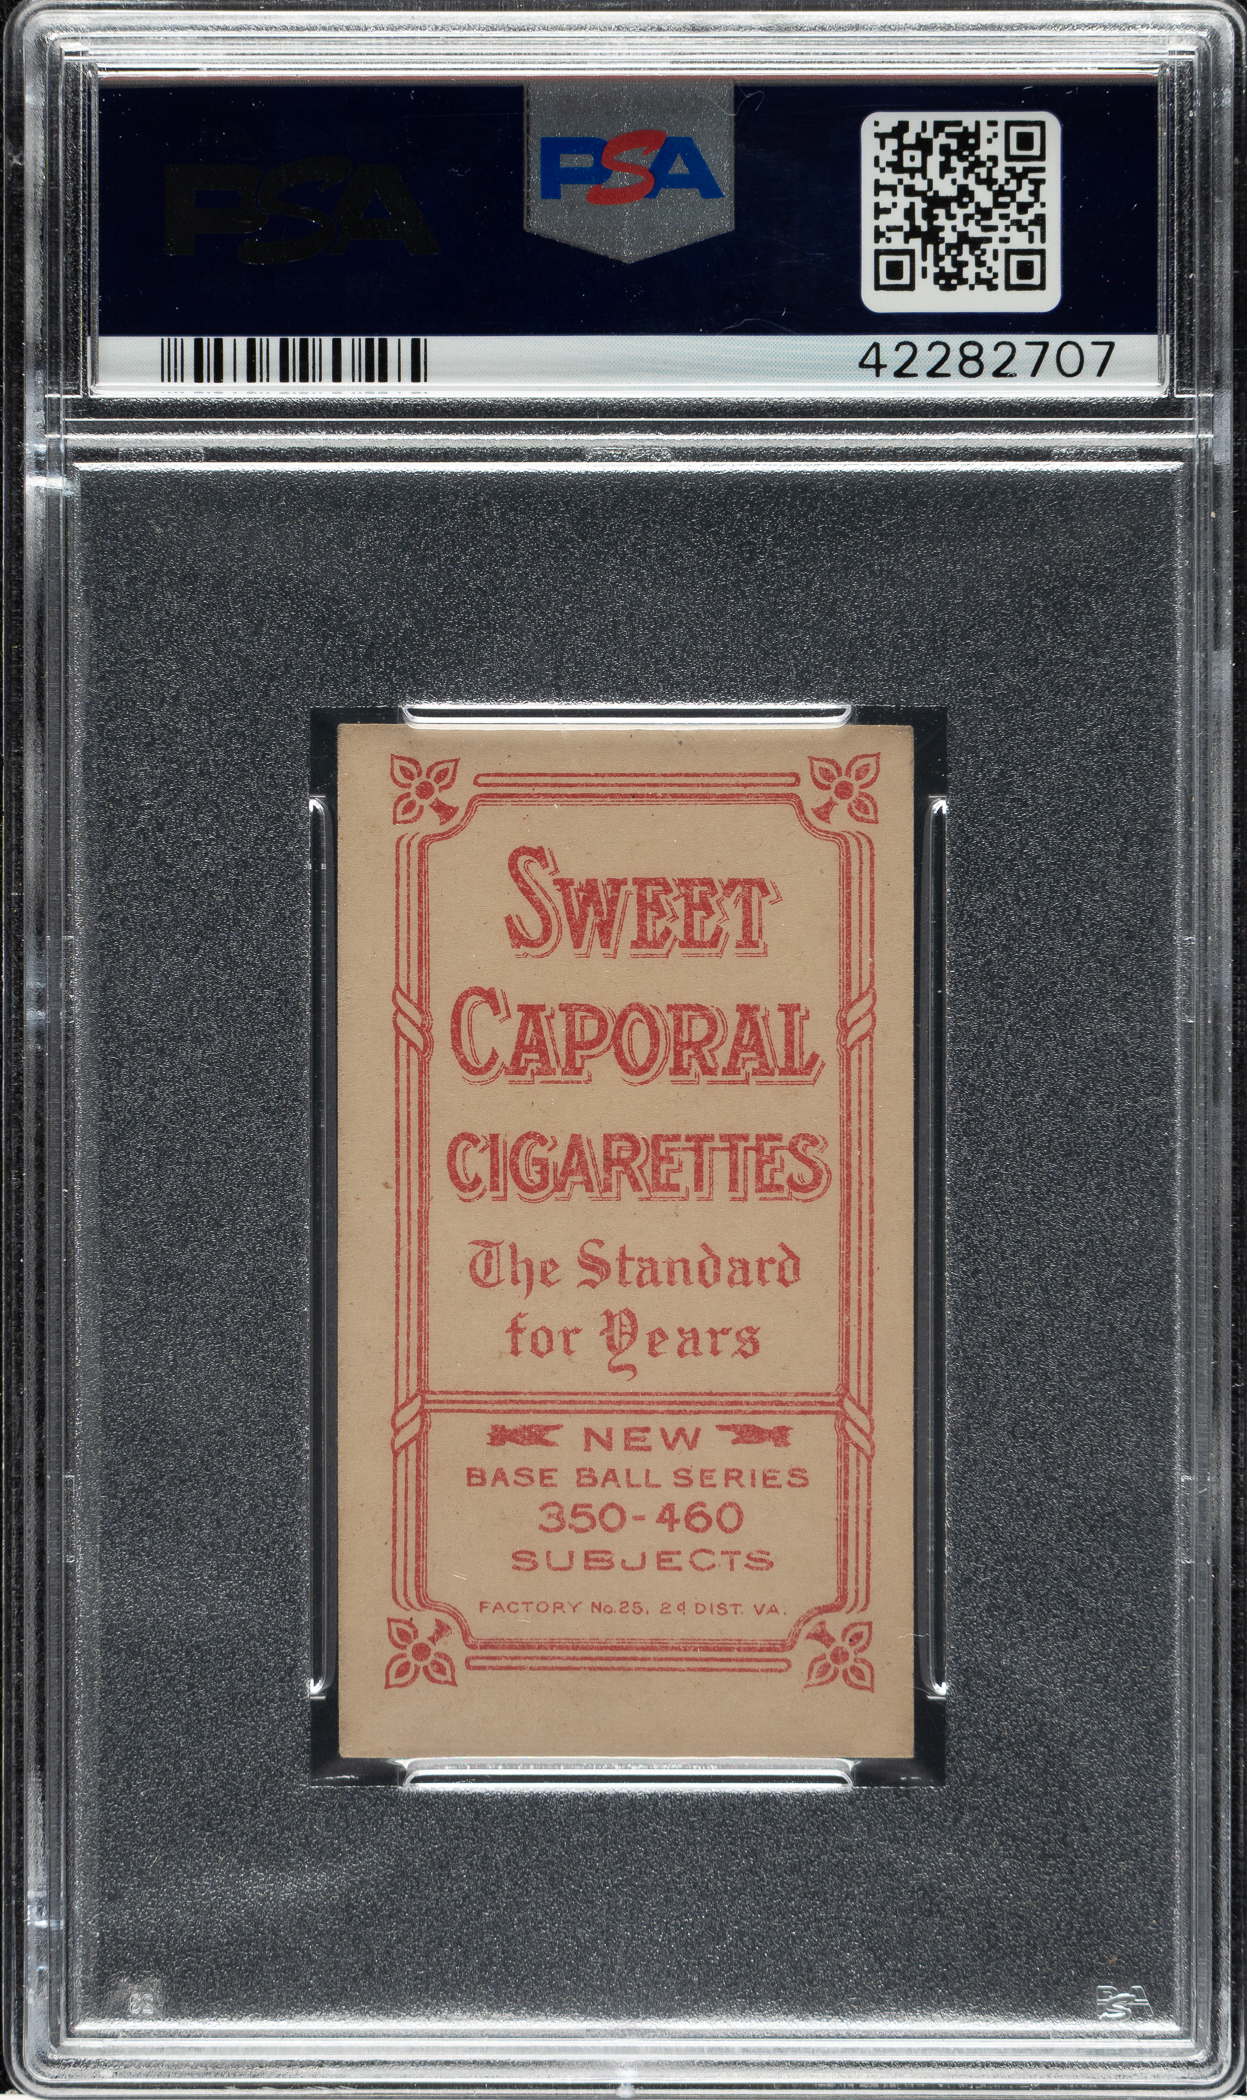 PSA
PSA
42282707
SWEET
CAPORAL
CIGARETTES
The Standard
for Years
NEW
BASE BALL SERIES
350-460
SUBJECTS
FACTORY No.25, 2d DIST. VA.
PSA